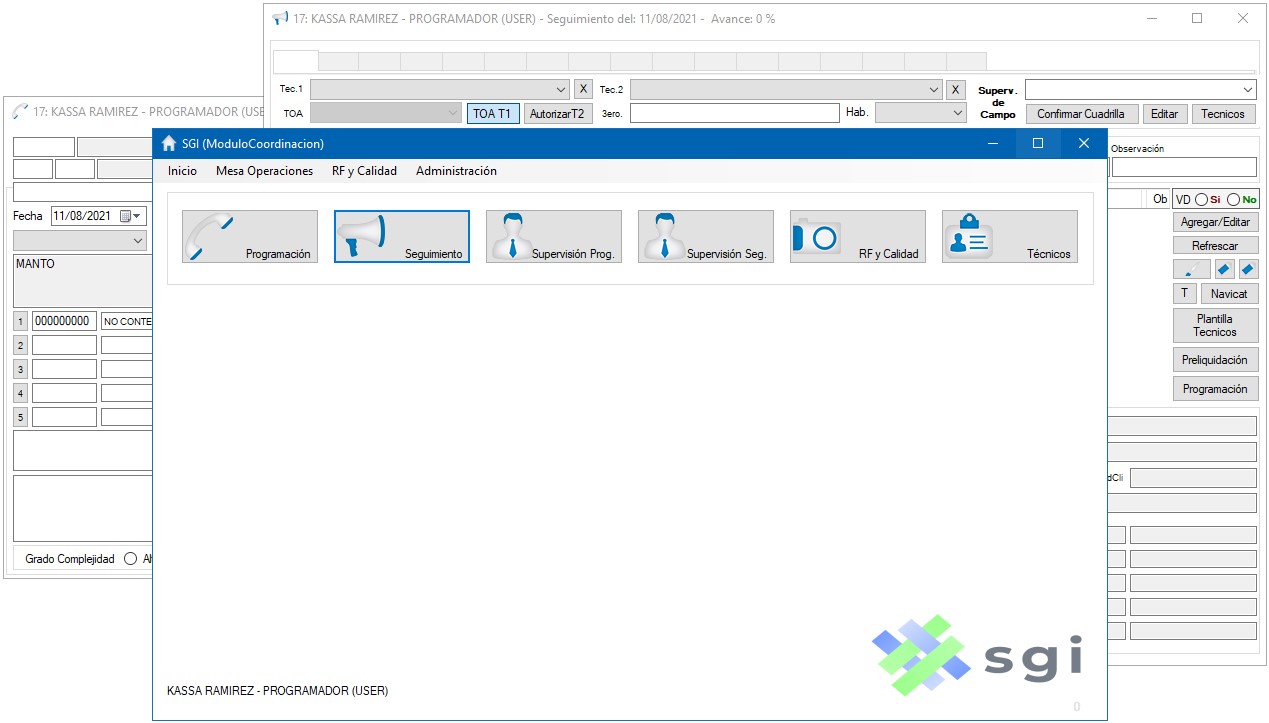 17: KASSA RAMIREZ - PROGRAMADOR (USER) - Seguimiento del: 11/08/2021 - Avance: 0 %
Tec.1 X Tec.2 X Superv. de Campo
TOA TOA T1 AutorizarT2 3ero. Hab. Confirmar Cuadrilla Editar Tecnicos
17: KASSA RAMIREZ - PROGRAMADOR (USE
SGI (ModuloCoordinacion)
Inicio Mesa Operaciones RF y Calidad Administración
Programación Seguimiento Supervisión Prog. Supervisión Seg. RF y Calidad Técnicos
Observación
Ob VD Si No
Agregar/Editar
Refrescar
T Navicat
Plantilla Tecnicos
Preliquidación
Programación
dCli
Fecha 11/08/2021
MANTO
1 000000000 NO CONTE
2
3
4
5
Grado Complejidad
sgi
KASSA RAMIREZ - PROGRAMADOR (USER)
0